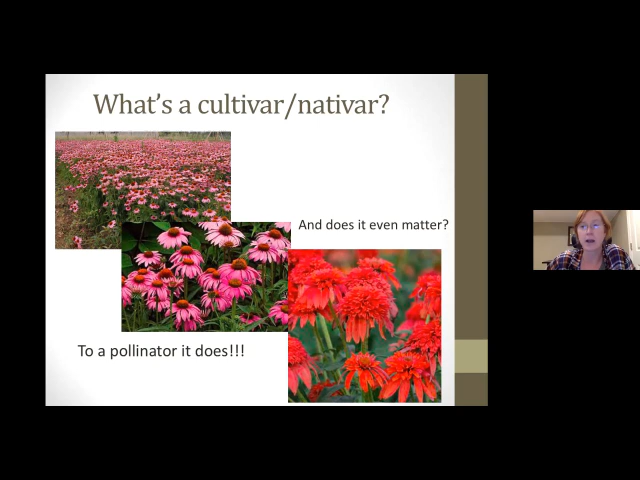 What's a cultivar/nativar?
And does it even matter?
To a pollinator it does!!!